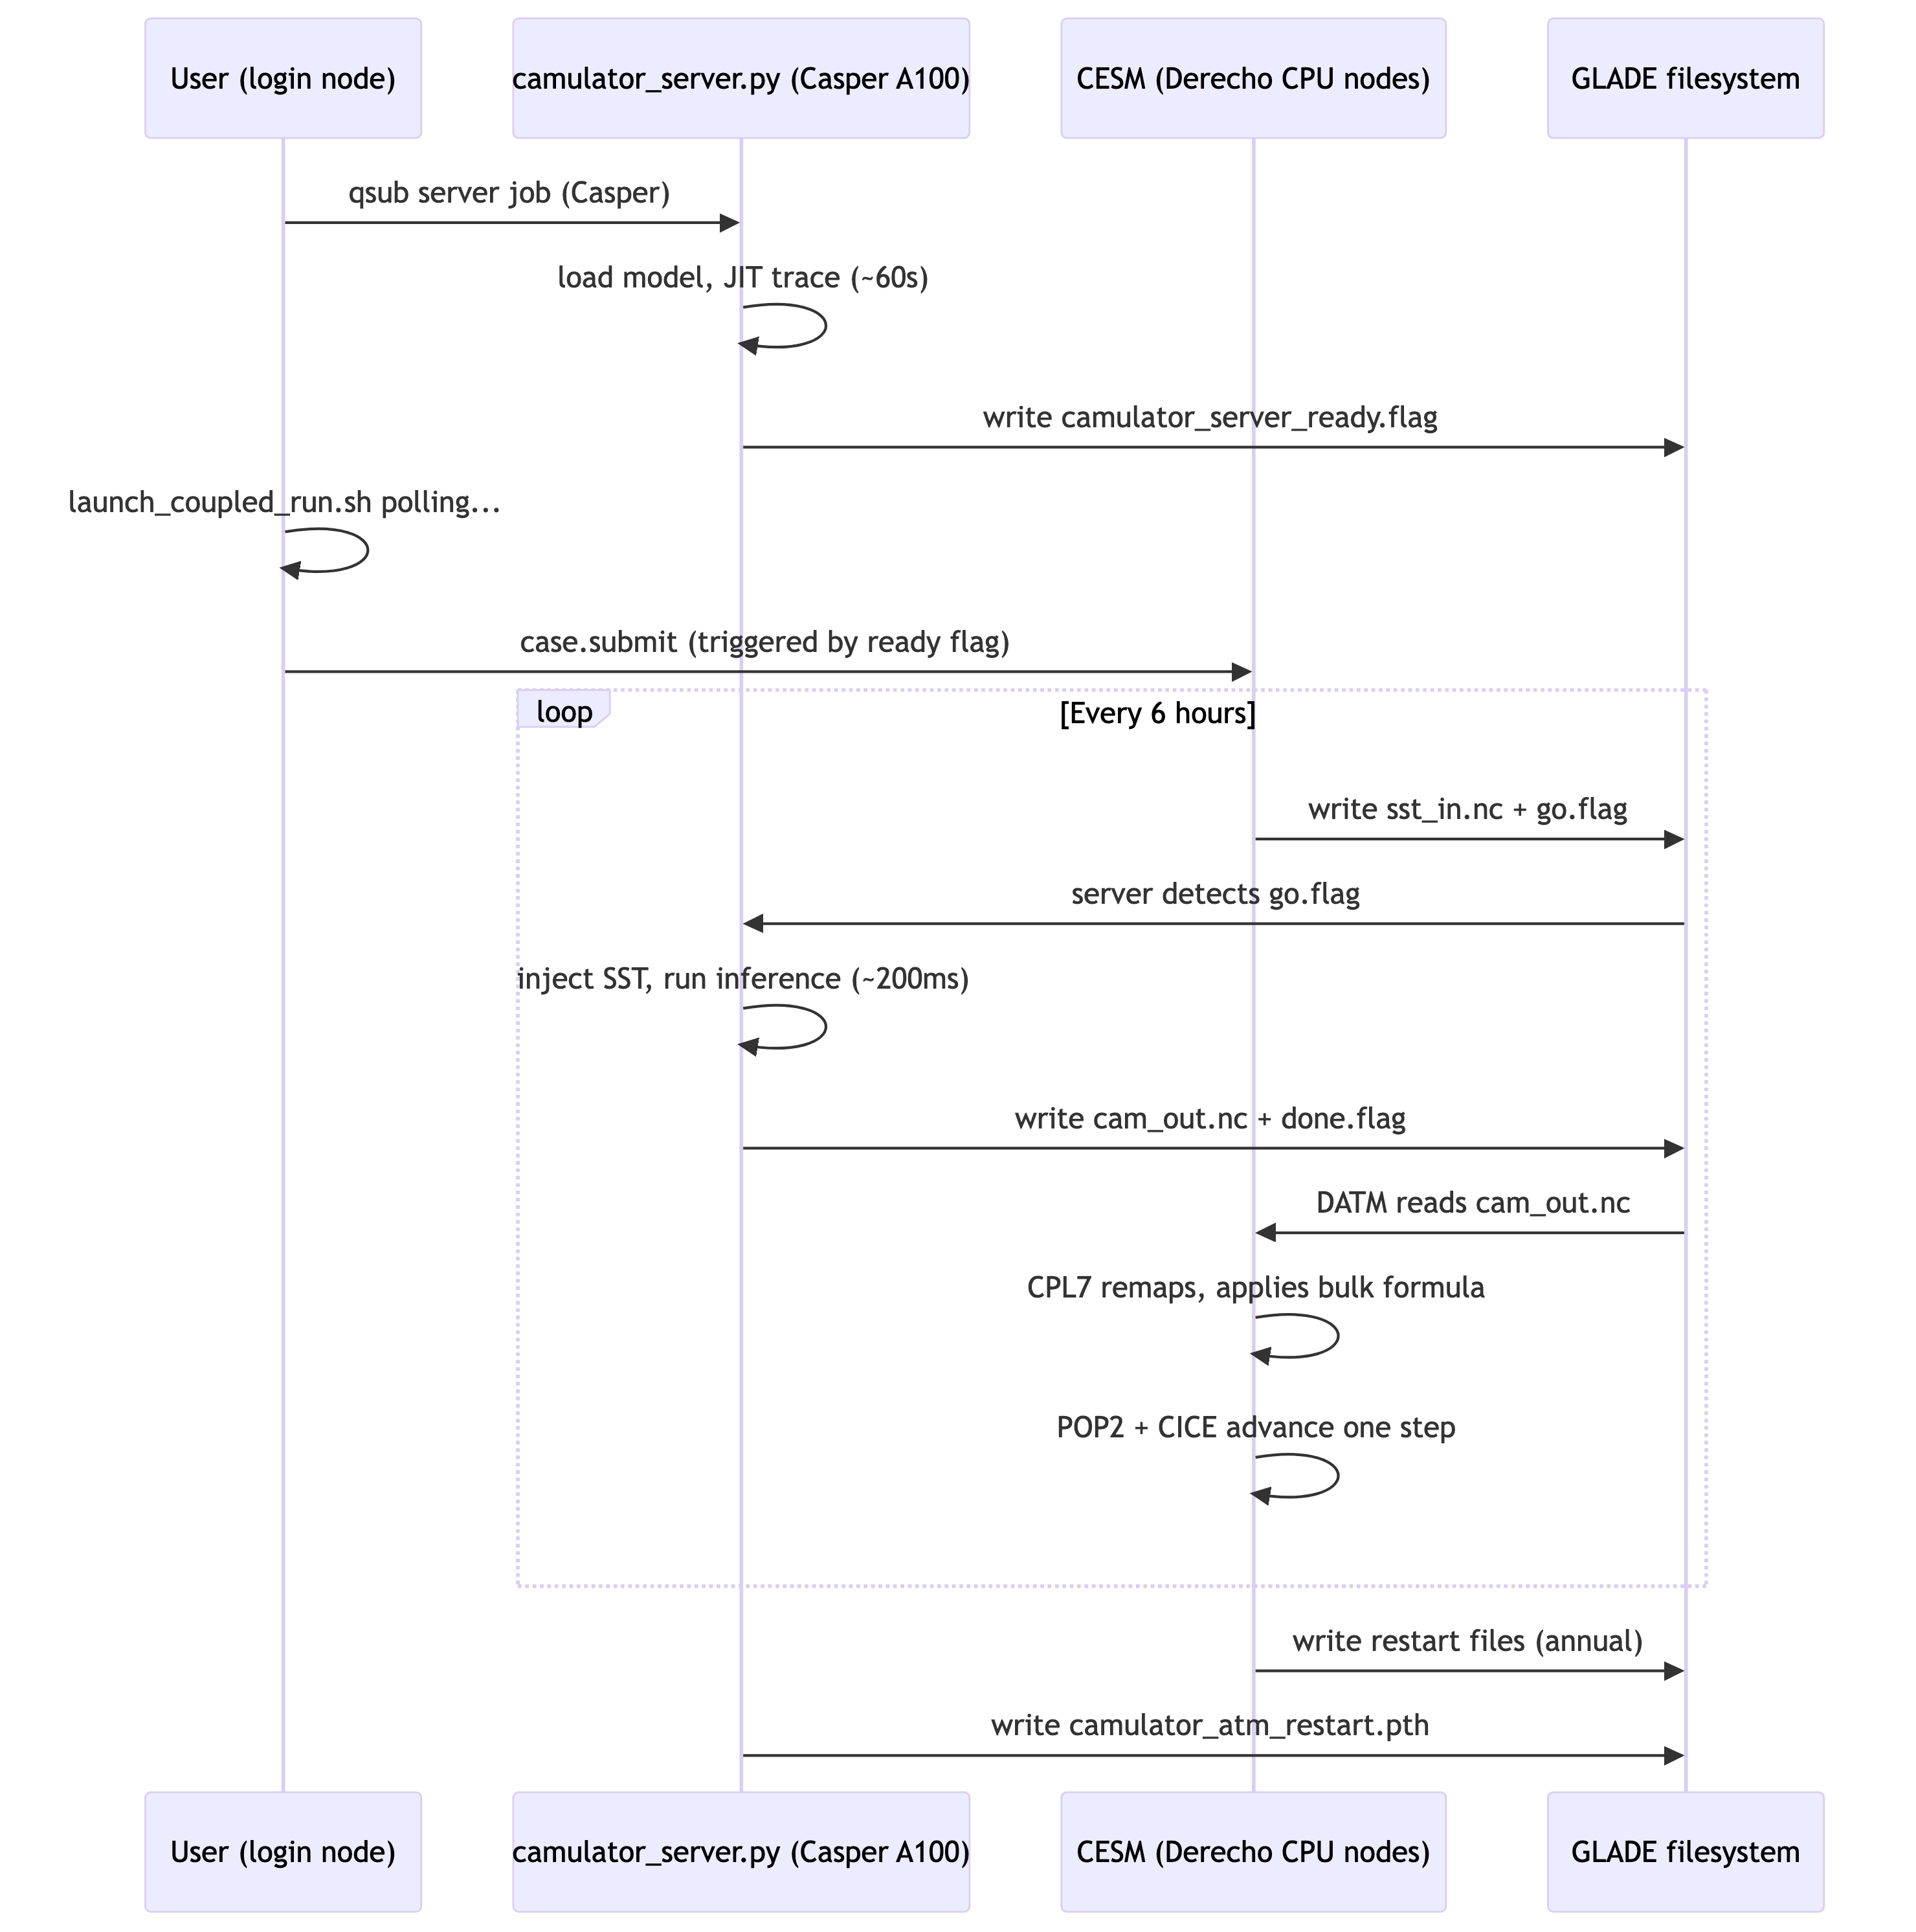 User (login node)
camulator_server.py (Casper A100)
CESM (Derecho CPU nodes)
GLADE filesystem
qsub server job (Casper)
load model, JIT trace (~60s)
write camulator_server_ready.flag
launch_coupled_run.sh polling...
case.submit (triggered by ready flag)
loop
[Every 6 hours]
write sst_in.nc + go.flag
server detects go.flag
inject SST, run inference (~200ms)
write cam_out.nc + done.flag
DATM reads cam_out.nc
CPL7 remaps, applies bulk formula
POP2 + CICE advance one step
write restart files (annual)
write camulator_atm_restart.pth
User (login node)
camulator_server.py (Casper A100)
CESM (Derecho CPU nodes)
GLADE filesystem